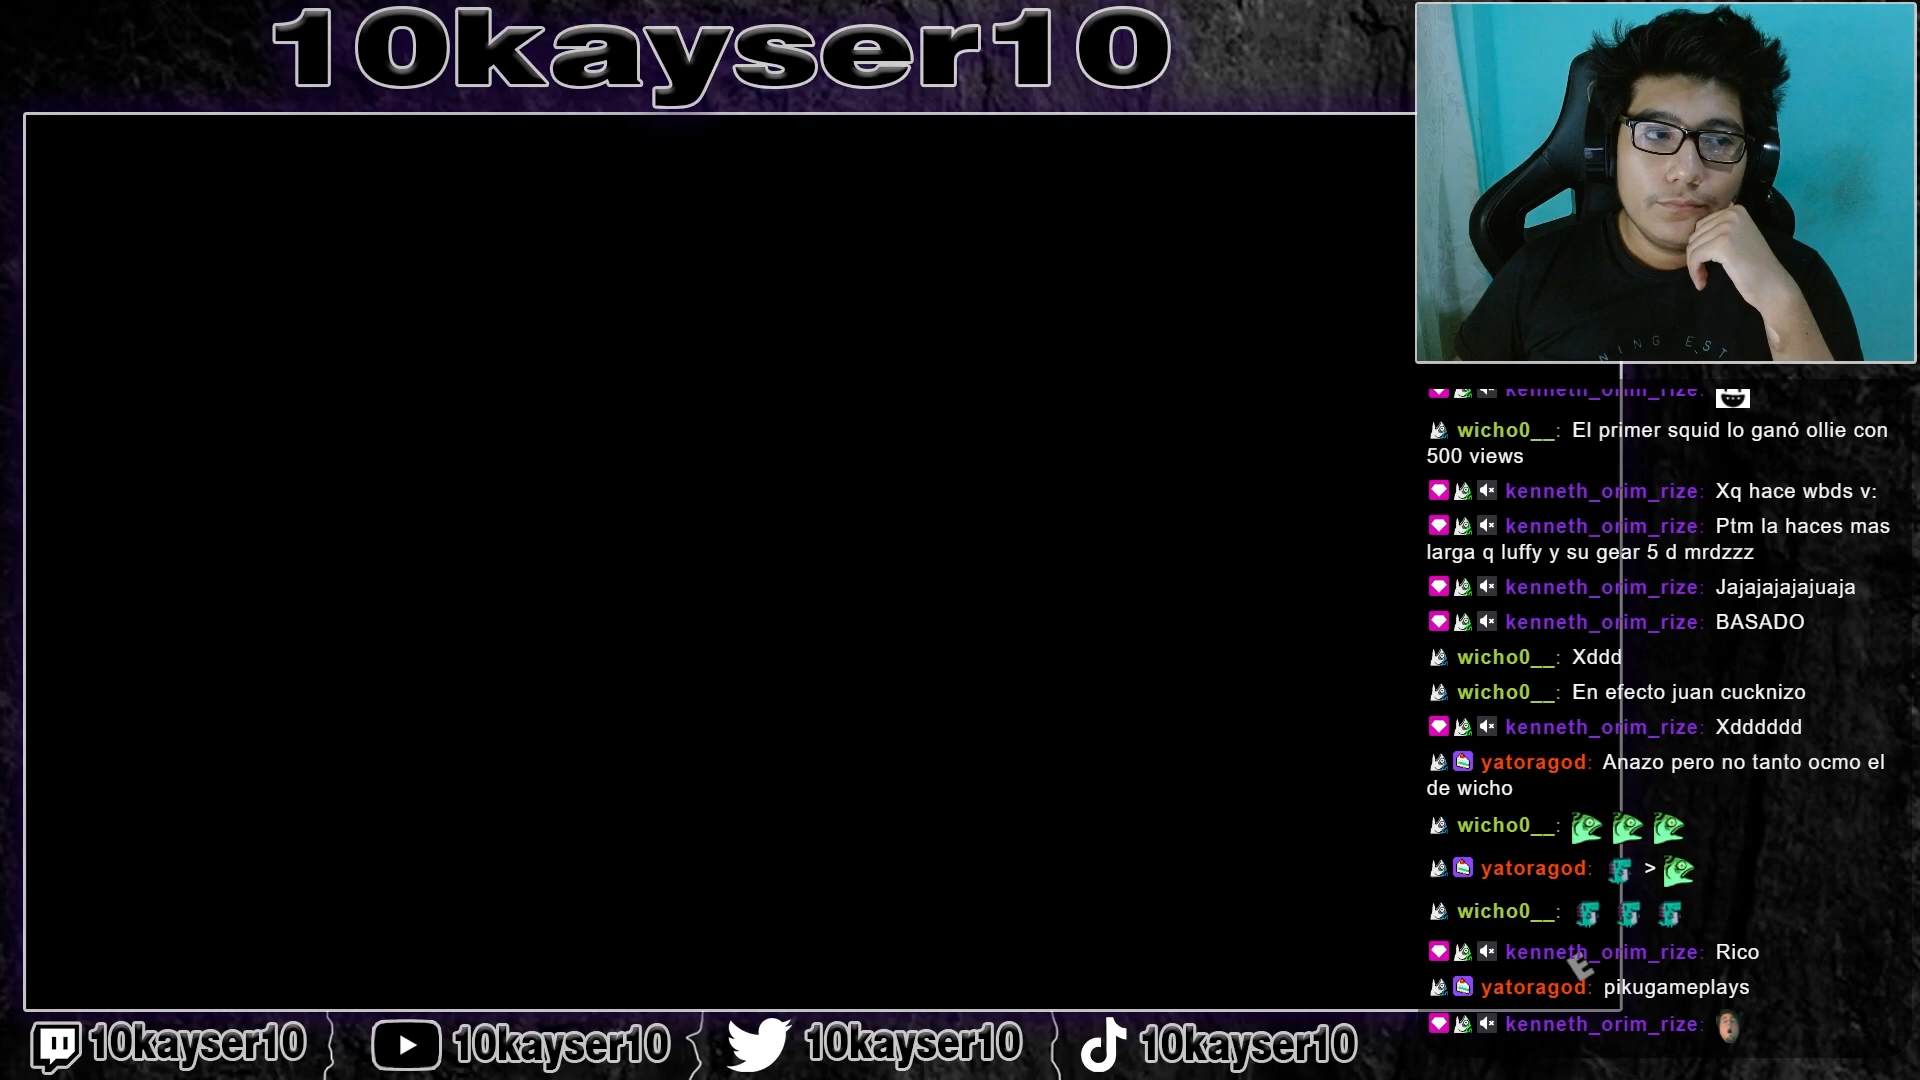 10kayser10
NING EST
kenneth_orim_rize:
wicho0__: El primer squid lo ganó ollie con
500 views
kenneth_orim_rize: Xq hace wbds v:
kenneth_orim_rize: Ptm la haces mas
larga q luffy y su gear 5 d mrdzzz
kenneth_orim_rize: Jajajajajajuaja
kenneth_orim_rize: BASADO
wicho0__: Xddd
wicho0__: En efecto juan cucknizo
kenneth_orim_rize: Xdddddd
yatoragod: Anazo pero no tanto ocmo el
de wicho
wicho0__:
yatoragod: >
wicho0__:
kenneth_orim_rize: Rico
E
yatoragod: pikugameplays
kenneth_orim_rize:
10kayser10 10kayser10 10kayser10 10kayser10